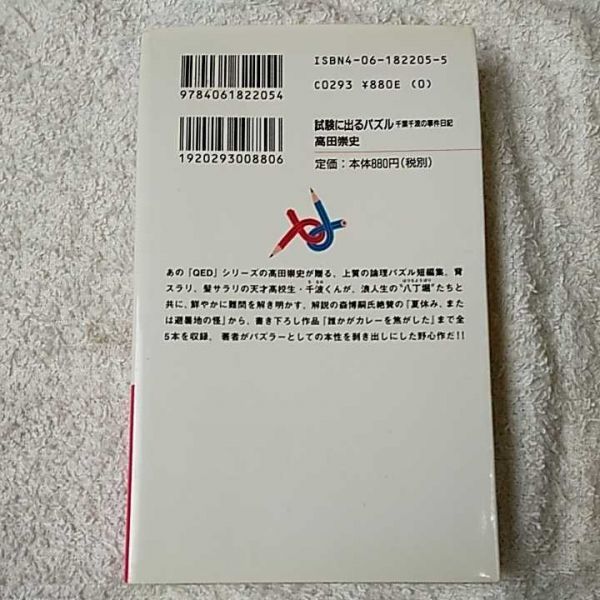 ISBN4-06-182205-5
C0293 ¥880E (0)
9784061822054
1920293008806
試験に出るパズル 千葉千波の事件日記
高田崇史
定価：本体880円（税別）
あの「QED」シリーズの高田崇史が贈る、上質の論理パズル短編集。背
スラリ、髪サラリの天才高校生・千波くんが、浪人生の“八丁堀”たちと
共に、鮮やかに難問を解き明かす。解説の森博嗣氏絶賛の『夏休み、また
は避暑地の怪』から、書き下ろし作品『誰かがカレーを焦がした』まで全
5本を収録。著者がパズラーとしての本性を剥き出しにした野心作だ!!